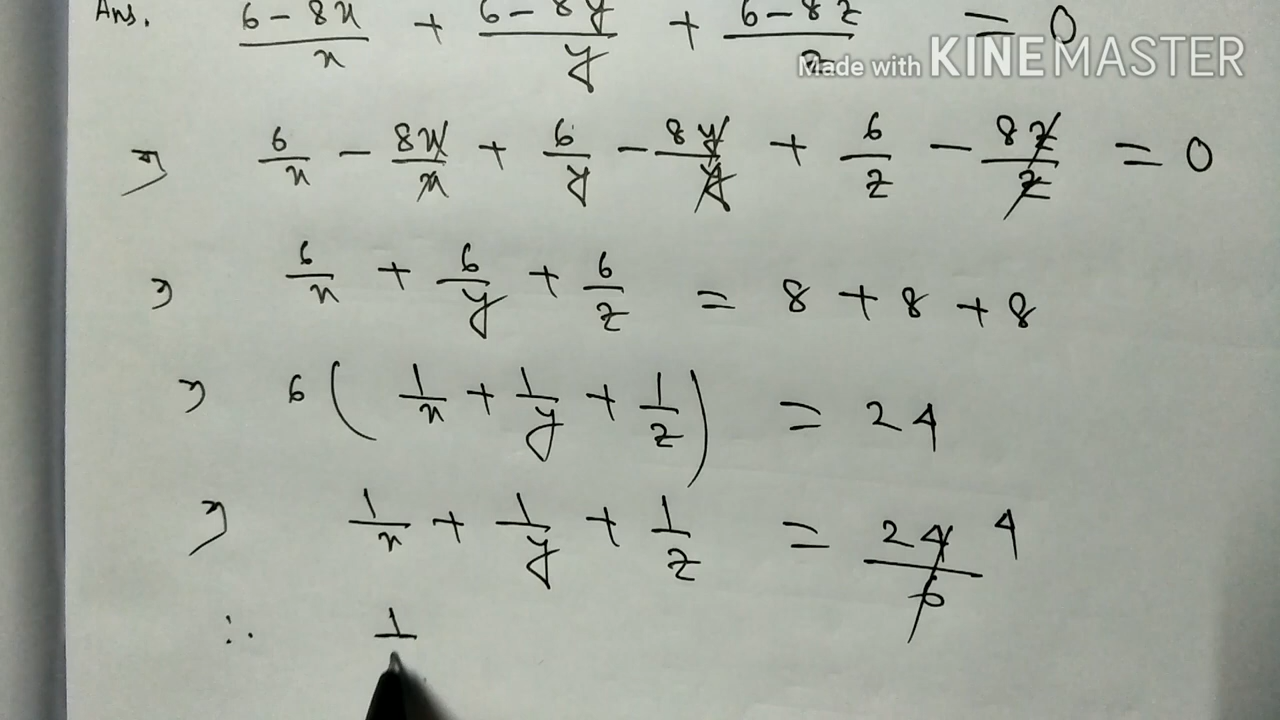 Ans. (6-8x)/x + (6-8y)/y + (6-8z)/z = 0
Made with KINEMASTER
⇒ 6/x - 8x/x + 6/y - 8y/y + 6/z - 8z/z = 0
⇒ 6/x + 6/y + 6/z = 8 + 8 + 8
⇒ 6 ( 1/x + 1/y + 1/z ) = 24
⇒ 1/x + 1/y + 1/z = 24/6 4
∴ 1